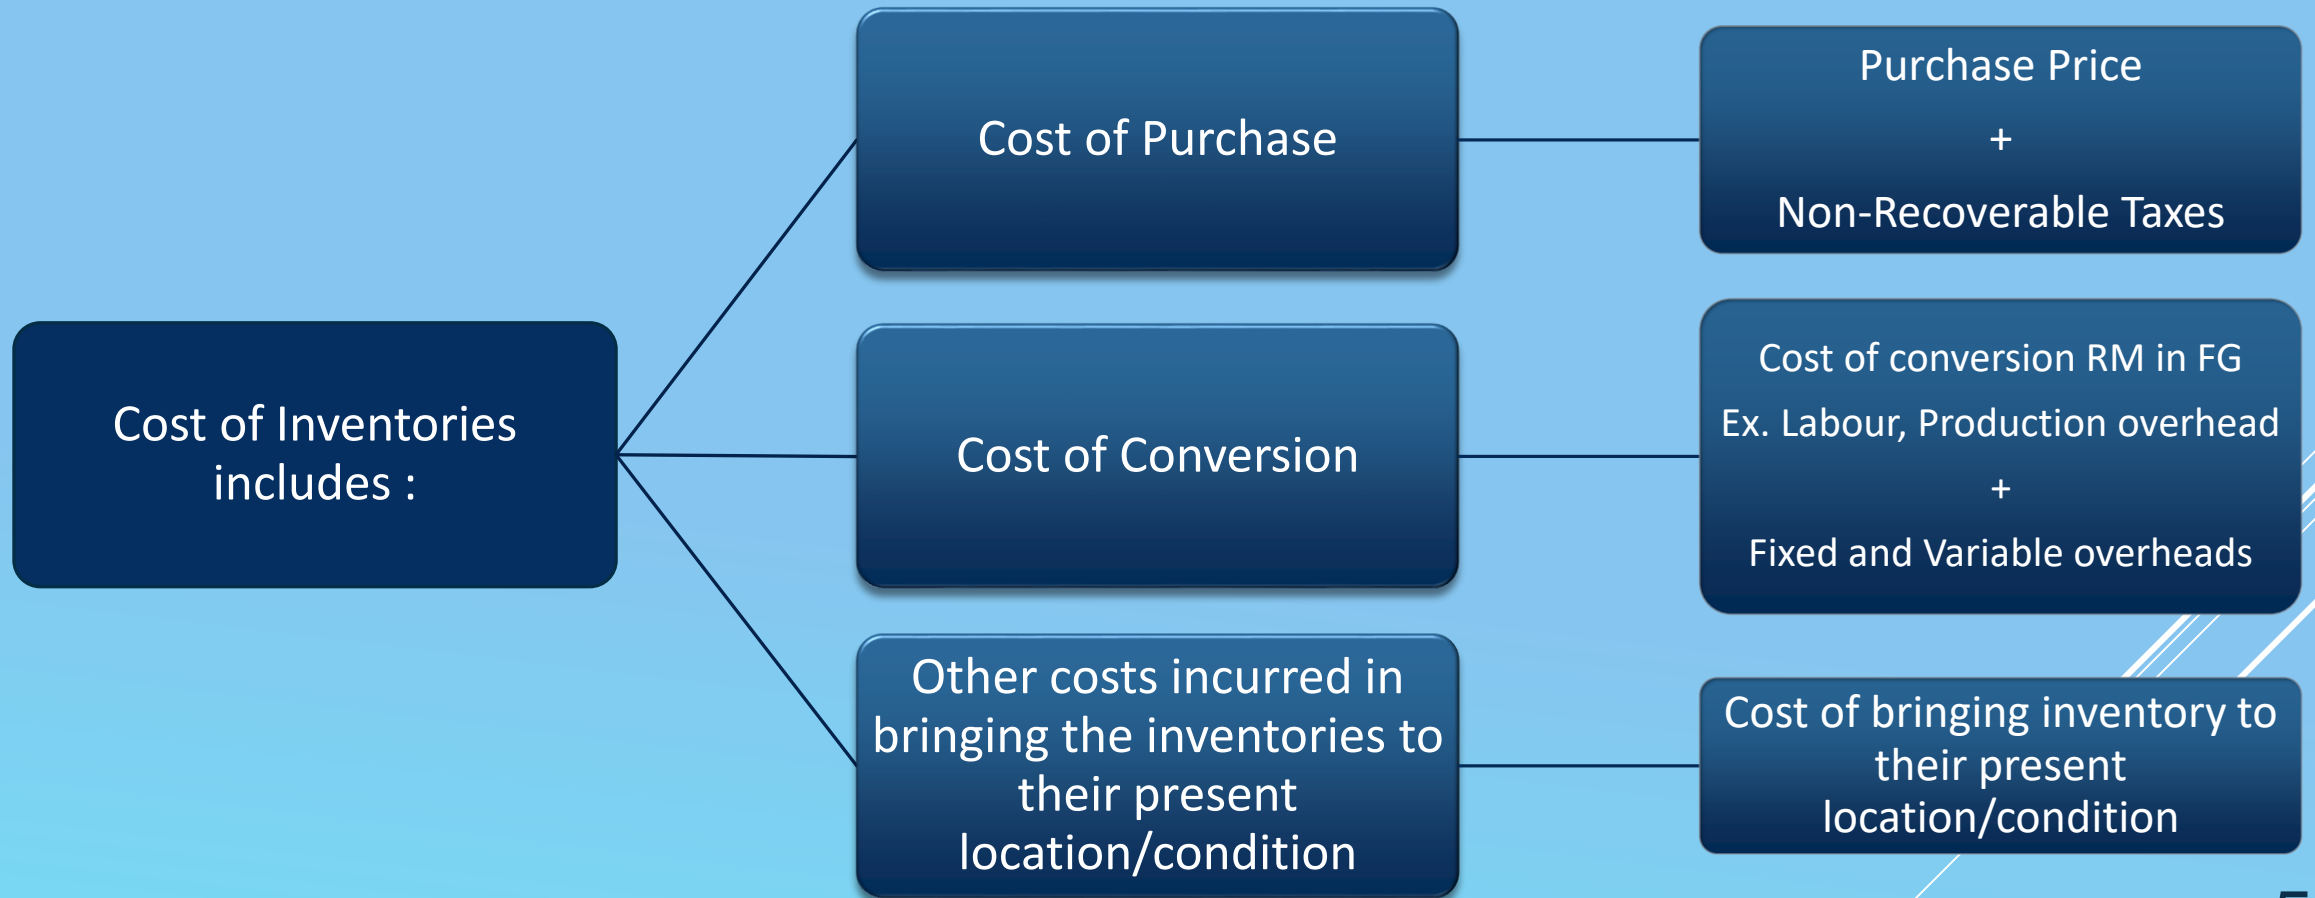 Cost of Inventories
includes :
Cost of Purchase
Purchase Price
+
Non-Recoverable Taxes
Cost of Conversion
Cost of conversion RM in FG
Ex. Labour, Production overhead
+
Fixed and Variable overheads
Other costs incurred in
bringing the inventories to
their present
location/condition
Cost of bringing inventory to
their present
location/condition